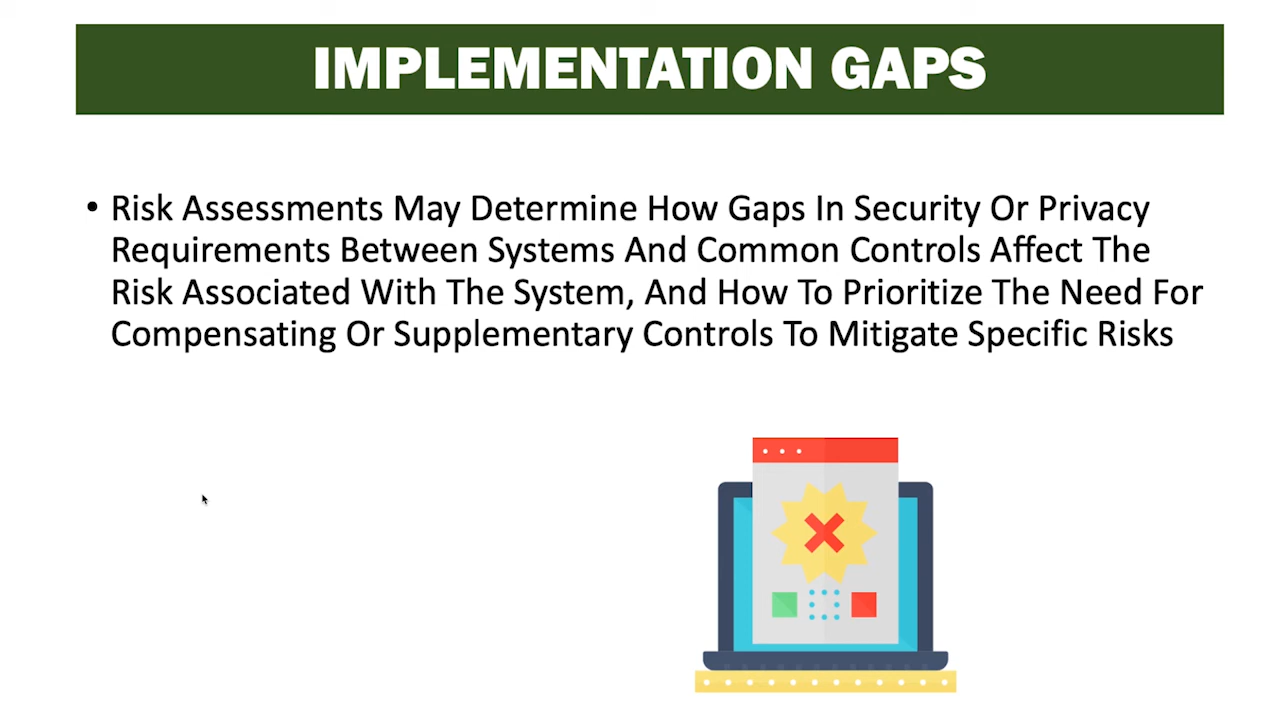 IMPLEMENTATION GAPS
• Risk Assessments May Determine How Gaps In Security Or Privacy
Requirements Between Systems And Common Controls Affect The
Risk Associated With The System, And How To Prioritize The Need For
Compensating Or Supplementary Controls To Mitigate Specific Risks